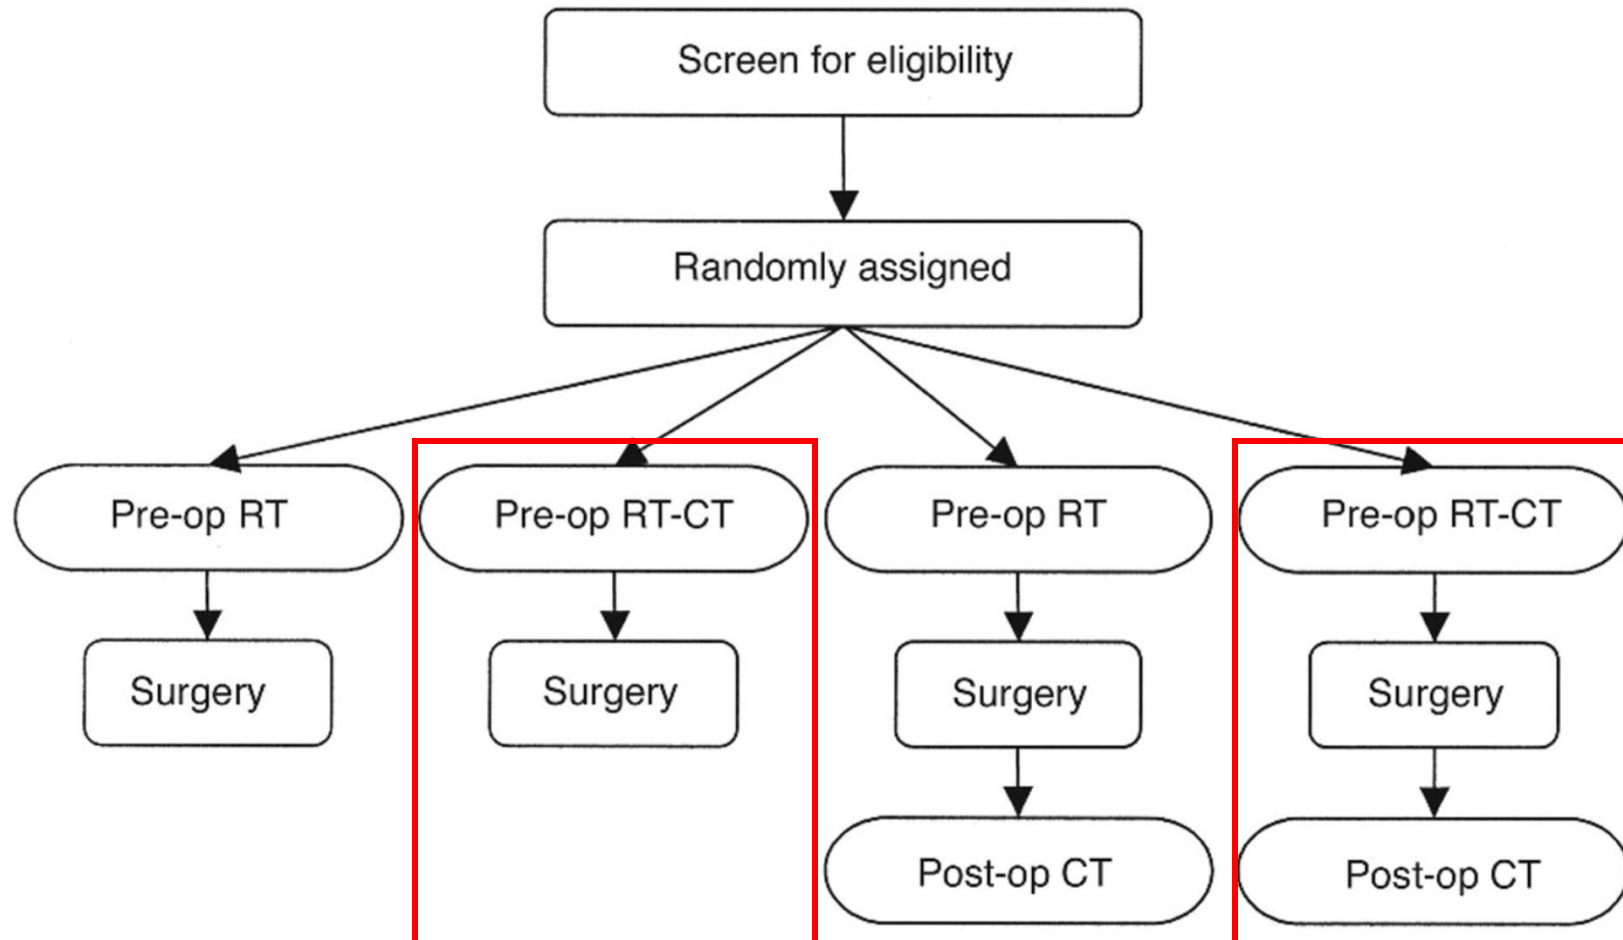 Screen for eligibility
Randomly assigned
Pre-op RT
Pre-op RT-CT
Pre-op RT
Pre-op RT-CT
Surgery
Surgery
Surgery
Surgery
Post-op CT
Post-op CT